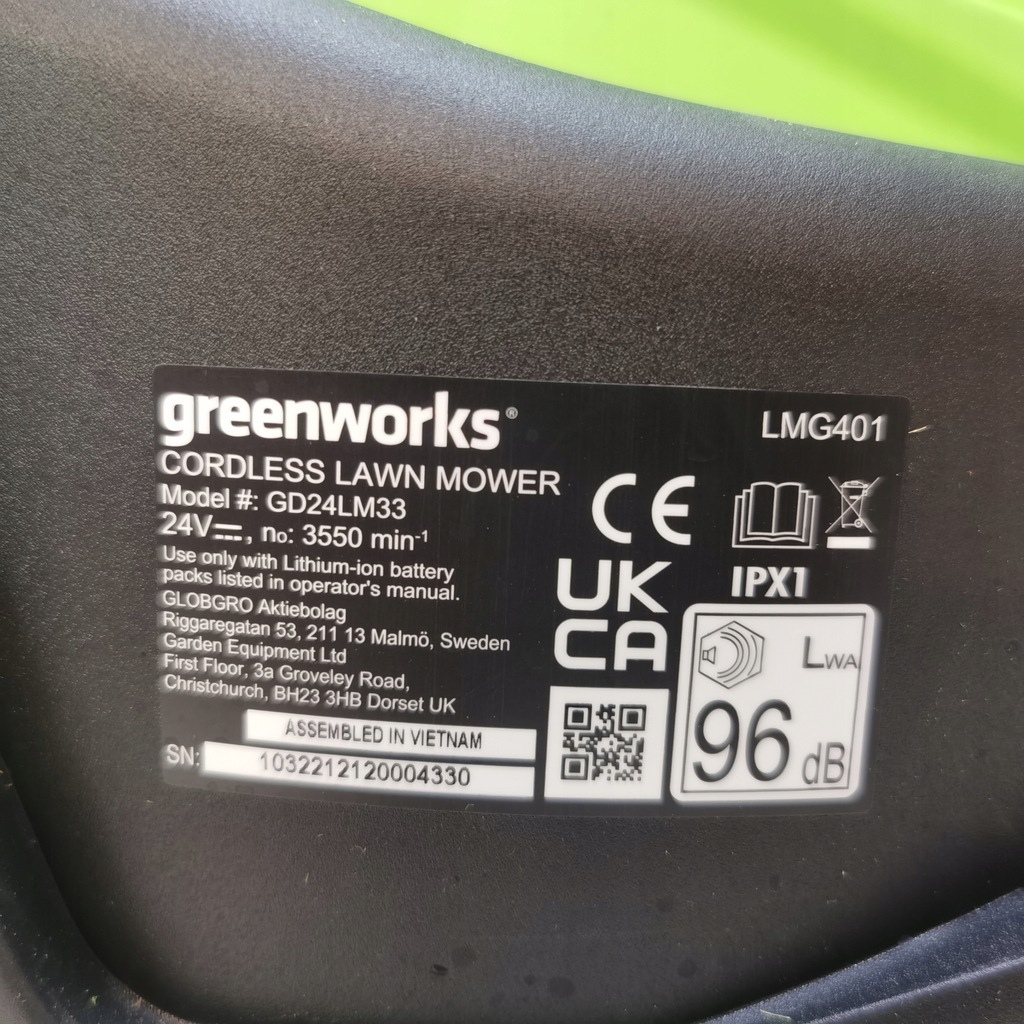 greenworks®
LMG401
CORDLESS LAWN MOWER
Model #: GD24LM33
24V⎓, n₀: 3550 min⁻¹
Use only with Lithium-ion battery
packs listed in operator's manual.
GLOBGRO Aktiebolag
Riggaregatan 53, 211 13 Malmö, Sweden
Garden Equipment Ltd
First Floor, 3a Groveley Road,
Christchurch, BH23 3HB Dorset UK
ASSEMBLED IN VIETNAM
SN: 1032212120004330
CE
UK
CA
IPX1
LWA
96 dB